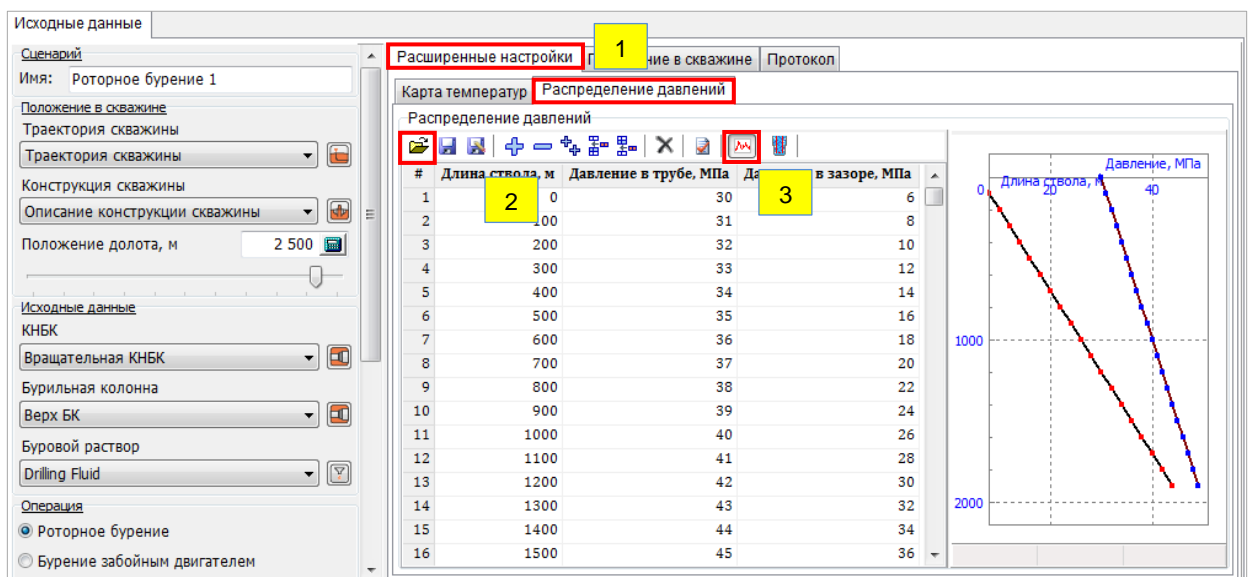 Исходные данные
Сценарий
Имя: Роторное бурение 1
Положение в скважине
Траектория скважины
Траектория скважины
Конструкция скважины
Описание конструкции скважины
Положение долота, м 2 500
Исходные данные
КНБК
Вращательная КНБК
Бурильная колонна
Верх БК
Буровой раствор
Drilling Fluid
Операция
Роторное бурение
Бурение забойным двигателем
1
Расширенные настройки ние в скважине Протокол
Карта температур Распределение давлений
Распределение давлений
# Длина ствола, м Давление в трубе, МПа Да в зазоре, МПа
2
3
1 0 30 6
2 100 31 8
3 200 32 10
4 300 33 12
5 400 34 14
6 500 35 16
7 600 36 18
8 700 37 20
9 800 38 22
10 900 39 24
11 1000 40 26
12 1100 41 28
13 1200 42 30
14 1300 43 32
15 1400 44 34
16 1500 45 36
Давление, МПа
Длина ствола, м
0 20 40
1000
2000